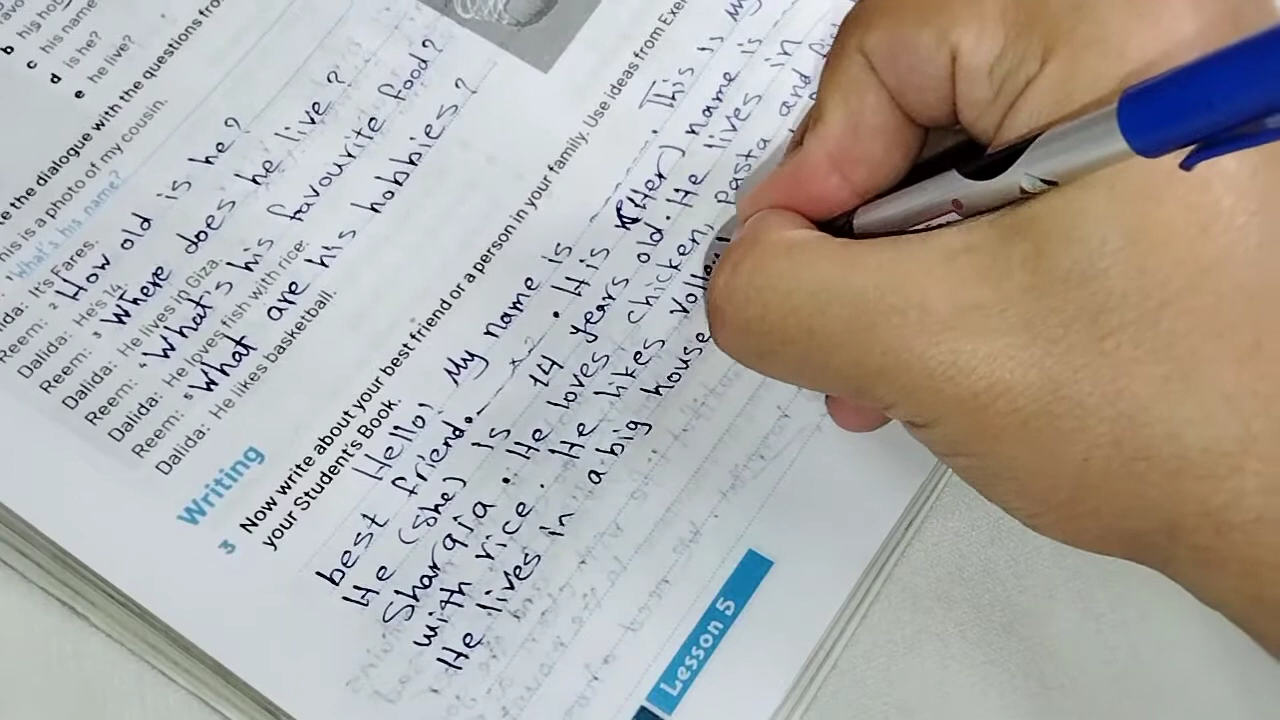 b his ho
c his name
d is he?
e he live?
e the dialogue with the questions fro
his is a photo of my cousin.
1 What's his name?
lida: It's Fares.
Reem: 2 How old is he?
Dalida: He's 14.
Reem: 3 Where does he live?
Dalida: He lives in Giza.
Reem: 4 What's his favourite food?
Dalida: He loves fish with rice.
Reem: 5 What are his hobbies?
Dalida: He likes basketball.
Writing
3 Now write about your best friend or a person in your family. Use ideas from Exer
your Student's Book.
Hello, My name is . This is my
best friend. . His (Her) name is
He (she) is 14 years old. He lives in
Sharqia. He loves chicken, pasta and
with rice. He likes volley
He lives in a big house
Lesson 5